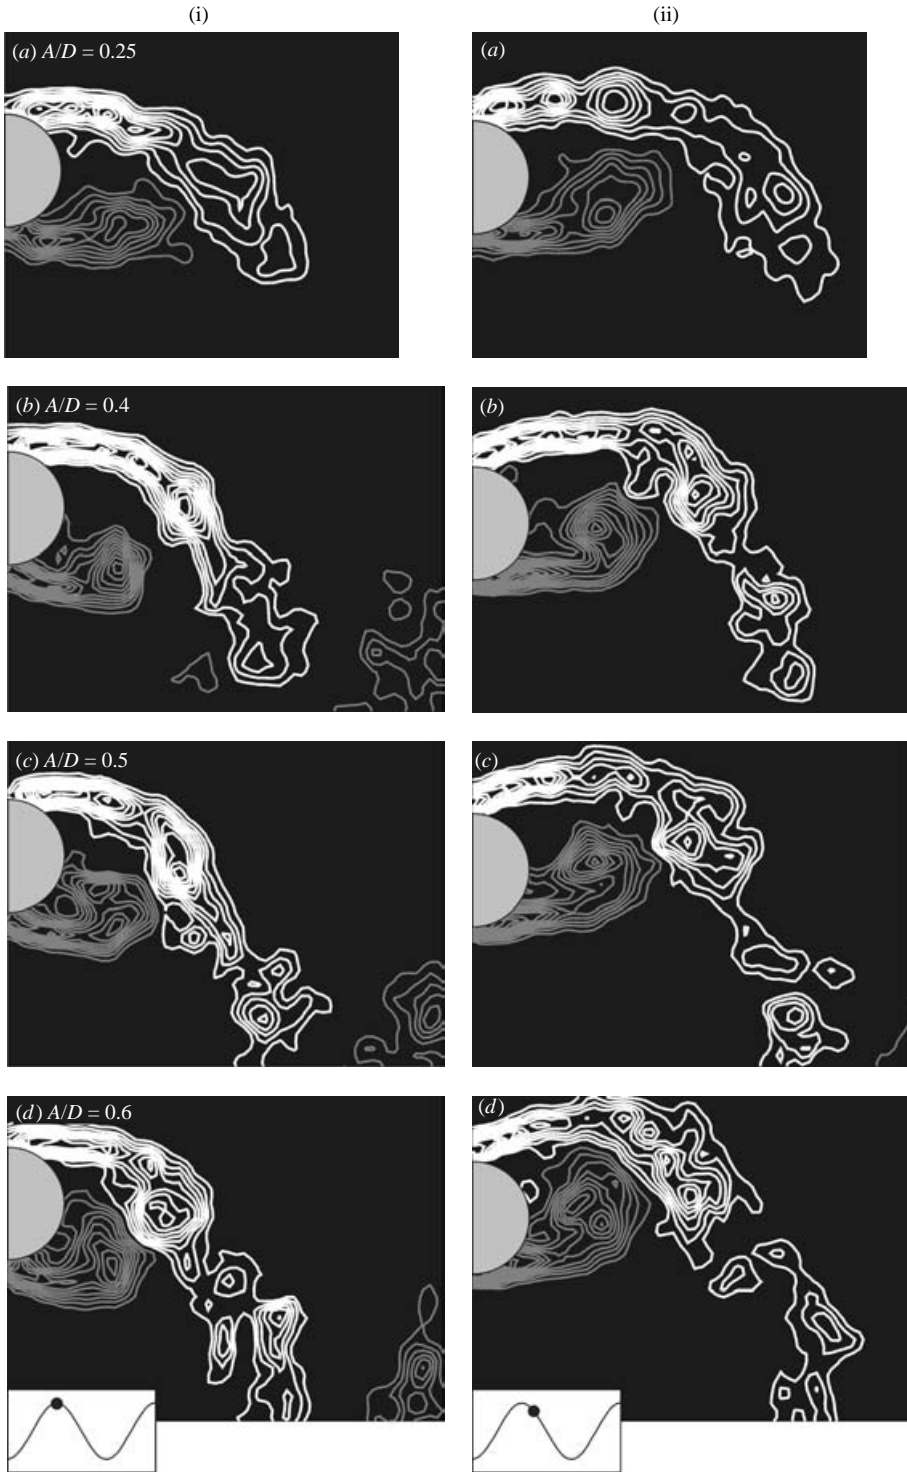 (i) (ii)
(a) A/D = 0.25 (a)
(b) A/D = 0.4 (b)
(c) A/D = 0.5 (c)
(d) A/D = 0.6 (d)